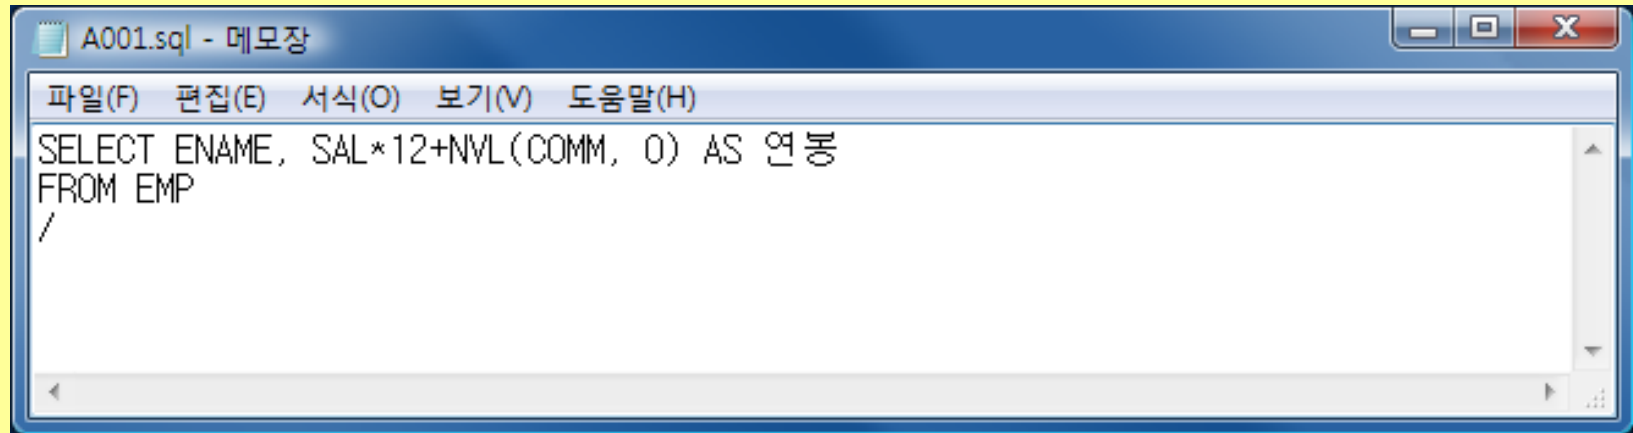 A001.sql - 메모장
파일(F) 편집(E) 서식(O) 보기(V) 도움말(H)
SELECT ENAME, SAL*12+NVL(COMM, 0) AS 연봉
FROM EMP
/